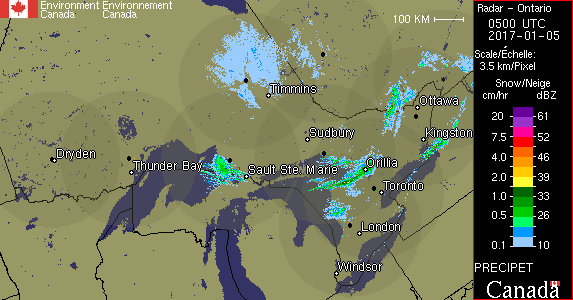 Environment Environnement
Canada Canada
100 KM
Timmins
Ottawa
Sudbury
Kingston
Dryden
Thunder Bay
Sault Ste. Marie
Orillia
Toronto
London
Windsor
Radar - Ontario
0500 UTC
2017-01-05
Scale/Échelle:
3.5 km/Pixel
Snow/Neige
cm/hr dBZ
20 61
7.5 52
4.0 46
2.0 39
1.0 33
0.5 26
0.1 10
PRECIPET
Canada